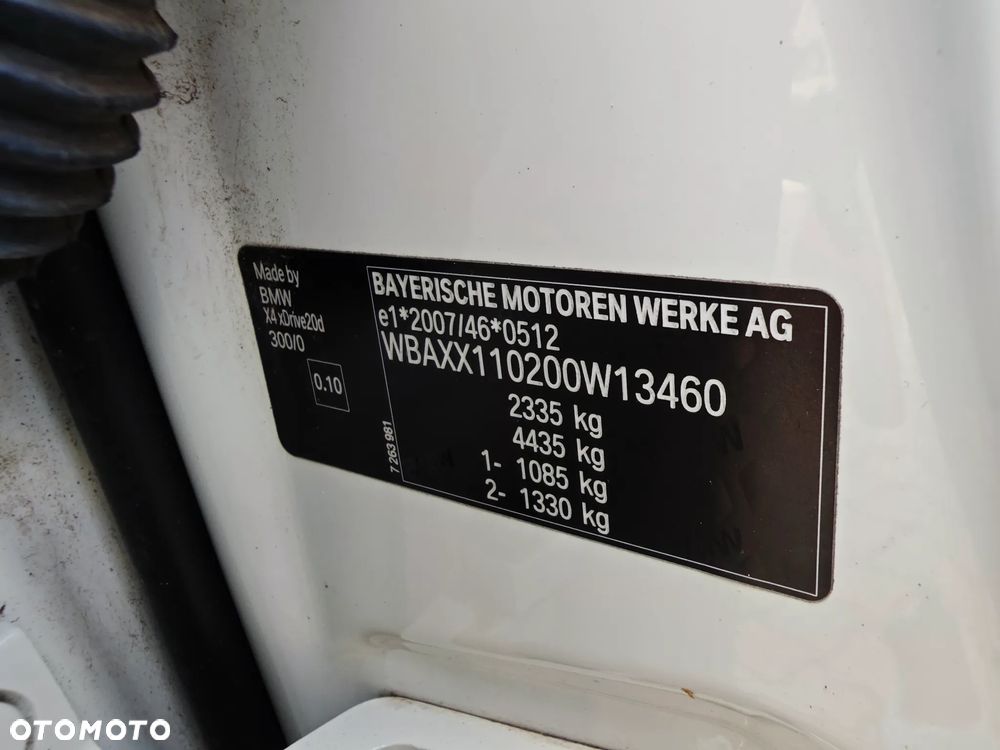 Made by
BMW
X4 xDrive20d
300/0
0.10
7 263 981
BAYERISCHE MOTOREN WERKE AG
e1*2007/46*0512
WBAXX110200W13460
2335 kg
4435 kg
1- 1085 kg
2- 1330 kg
OTOMOTO